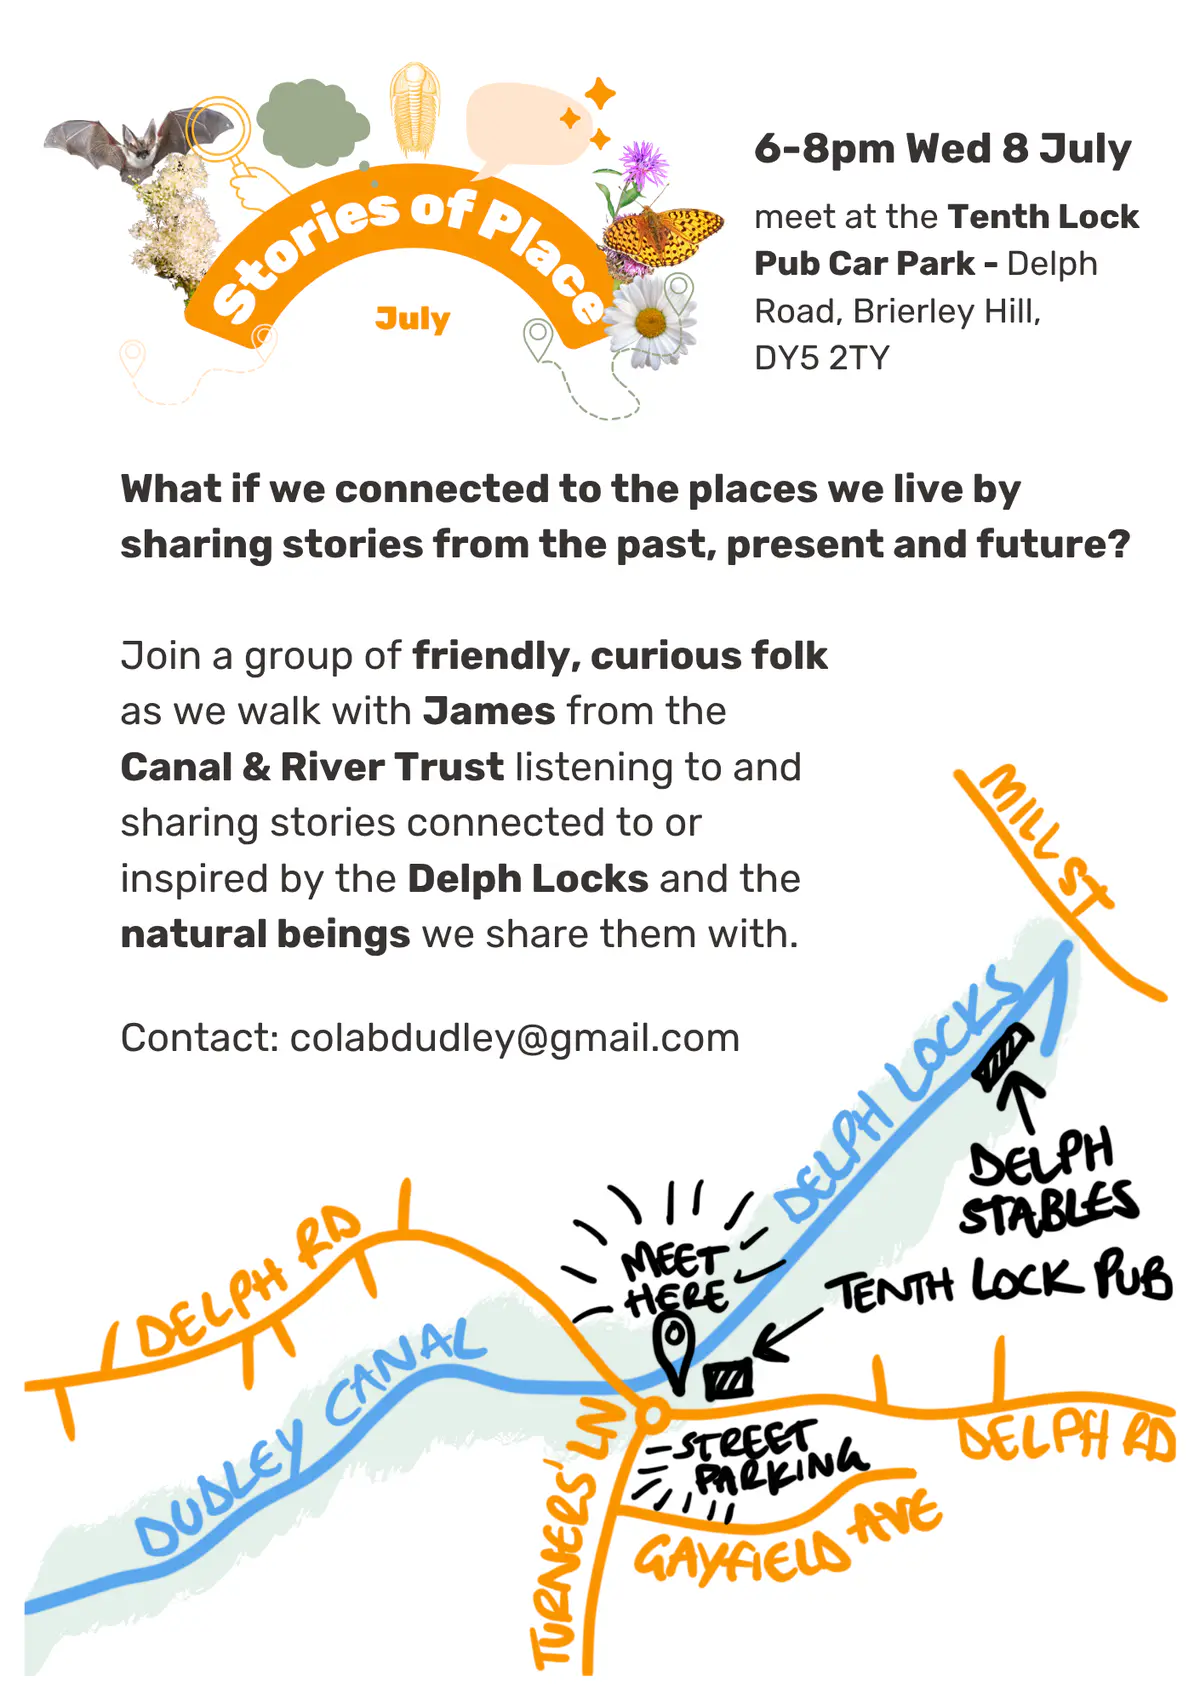 Stories of Place
July
6-8pm Wed 8 July
meet at the Tenth Lock
Pub Car Park - Delph
Road, Brierley Hill,
DY5 2TY
What if we connected to the places we live by
sharing stories from the past, present and future?
Join a group of friendly, curious folk
as we walk with James from the
Canal & River Trust listening to and
sharing stories connected to or
inspired by the Delph Locks and the
natural beings we share them with.
Contact: colabdudley@gmail.com
MILL ST
DELPH LOCKS
DELPH
STABLES
MEET
HERE
TENTH LOCK PUB
DELPH RD
DUDLEY CANAL
TURNERS' LN
STREET
PARKING
DELPH RD
GAYFIELD AVE